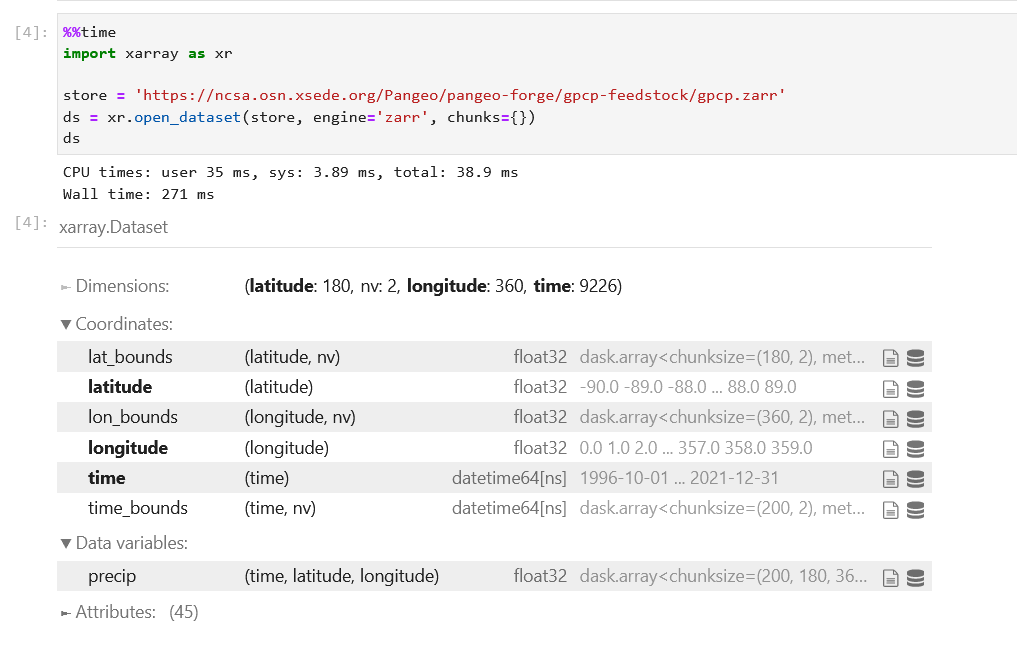 [4]: %%time
import xarray as xr
store = 'https://ncsa.osn.xsede.org/Pangeo/pangeo-forge/gpcp-feedstock/gpcp.zarr'
ds = xr.open_dataset(store, engine='zarr', chunks={})
ds
CPU times: user 35 ms, sys: 3.89 ms, total: 38.9 ms
Wall time: 271 ms
[4]: xarray.Dataset
► Dimensions: (latitude: 180, nv: 2, longitude: 360, time: 9226)
▼ Coordinates:
lat_bounds (latitude, nv) float32 dask.array<chunksize=(180, 2), met...
latitude (latitude) float32 -90.0 -89.0 -88.0 ... 88.0 89.0
lon_bounds (longitude, nv) float32 dask.array<chunksize=(360, 2), met...
longitude (longitude) float32 0.0 1.0 2.0 ... 357.0 358.0 359.0
time (time) datetime64[ns] 1996-10-01 ... 2021-12-31
time_bounds (time, nv) datetime64[ns] dask.array<chunksize=(200, 2), met...
▼ Data variables:
precip (time, latitude, longitude) float32 dask.array<chunksize=(200, 180, 36...
► Attributes: (45)